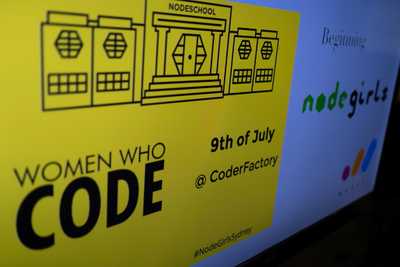 NODESCHOOL
WOMEN WHO
CODE
9th of July
@ CoderFactory
#NodeGirlsSydney
Beginning
nodegirls